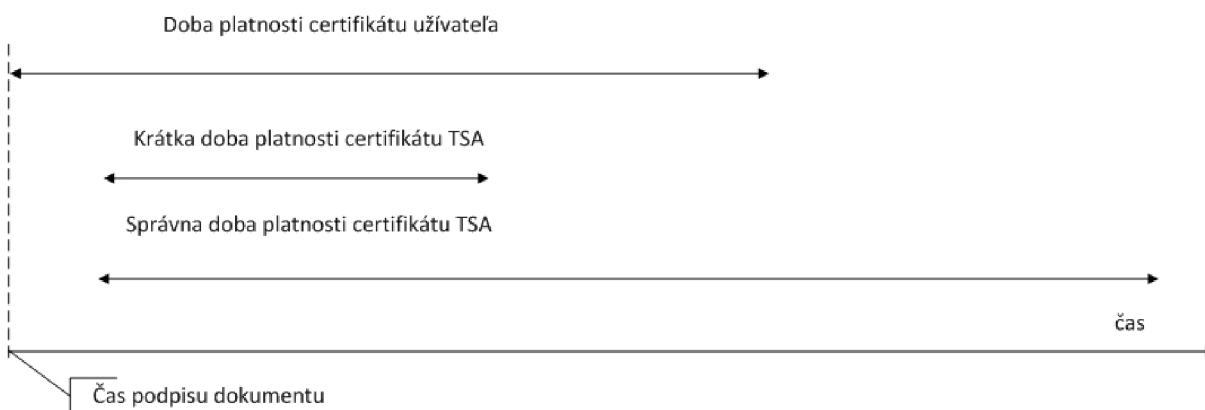 Doba platnosti certifikátu užívateľa
Krátka doba platnosti certifikátu TSA
Správna doba platnosti certifikátu TSA
čas
Čas podpisu dokumentu